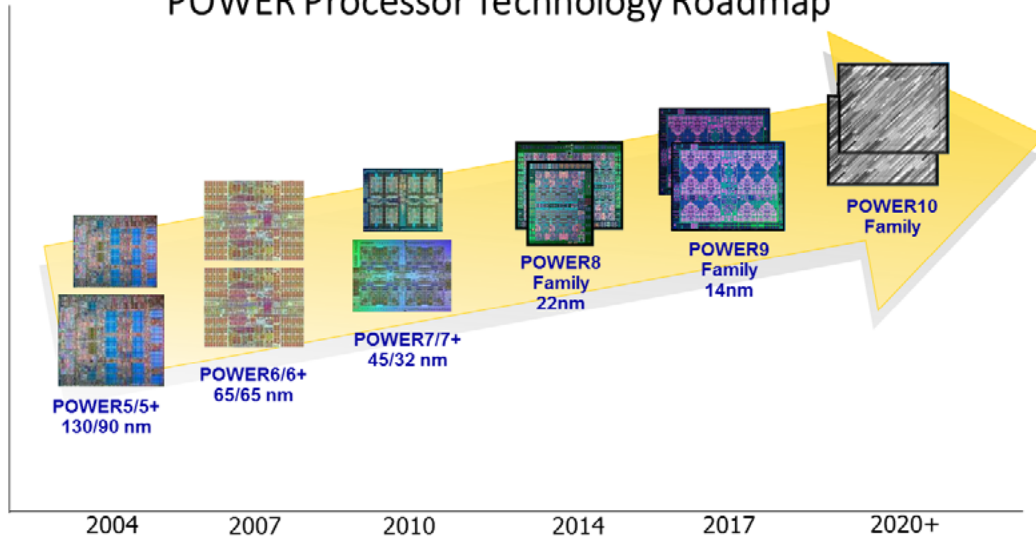 POWER Processor Technology Roadmap
POWER5/5+
130/90 nm
POWER6/6+
65/65 nm
POWER7/7+
45/32 nm
POWER8
Family
22nm
POWER9
Family
14nm
POWER10
Family
2004
2007
2010
2014
2017
2020+